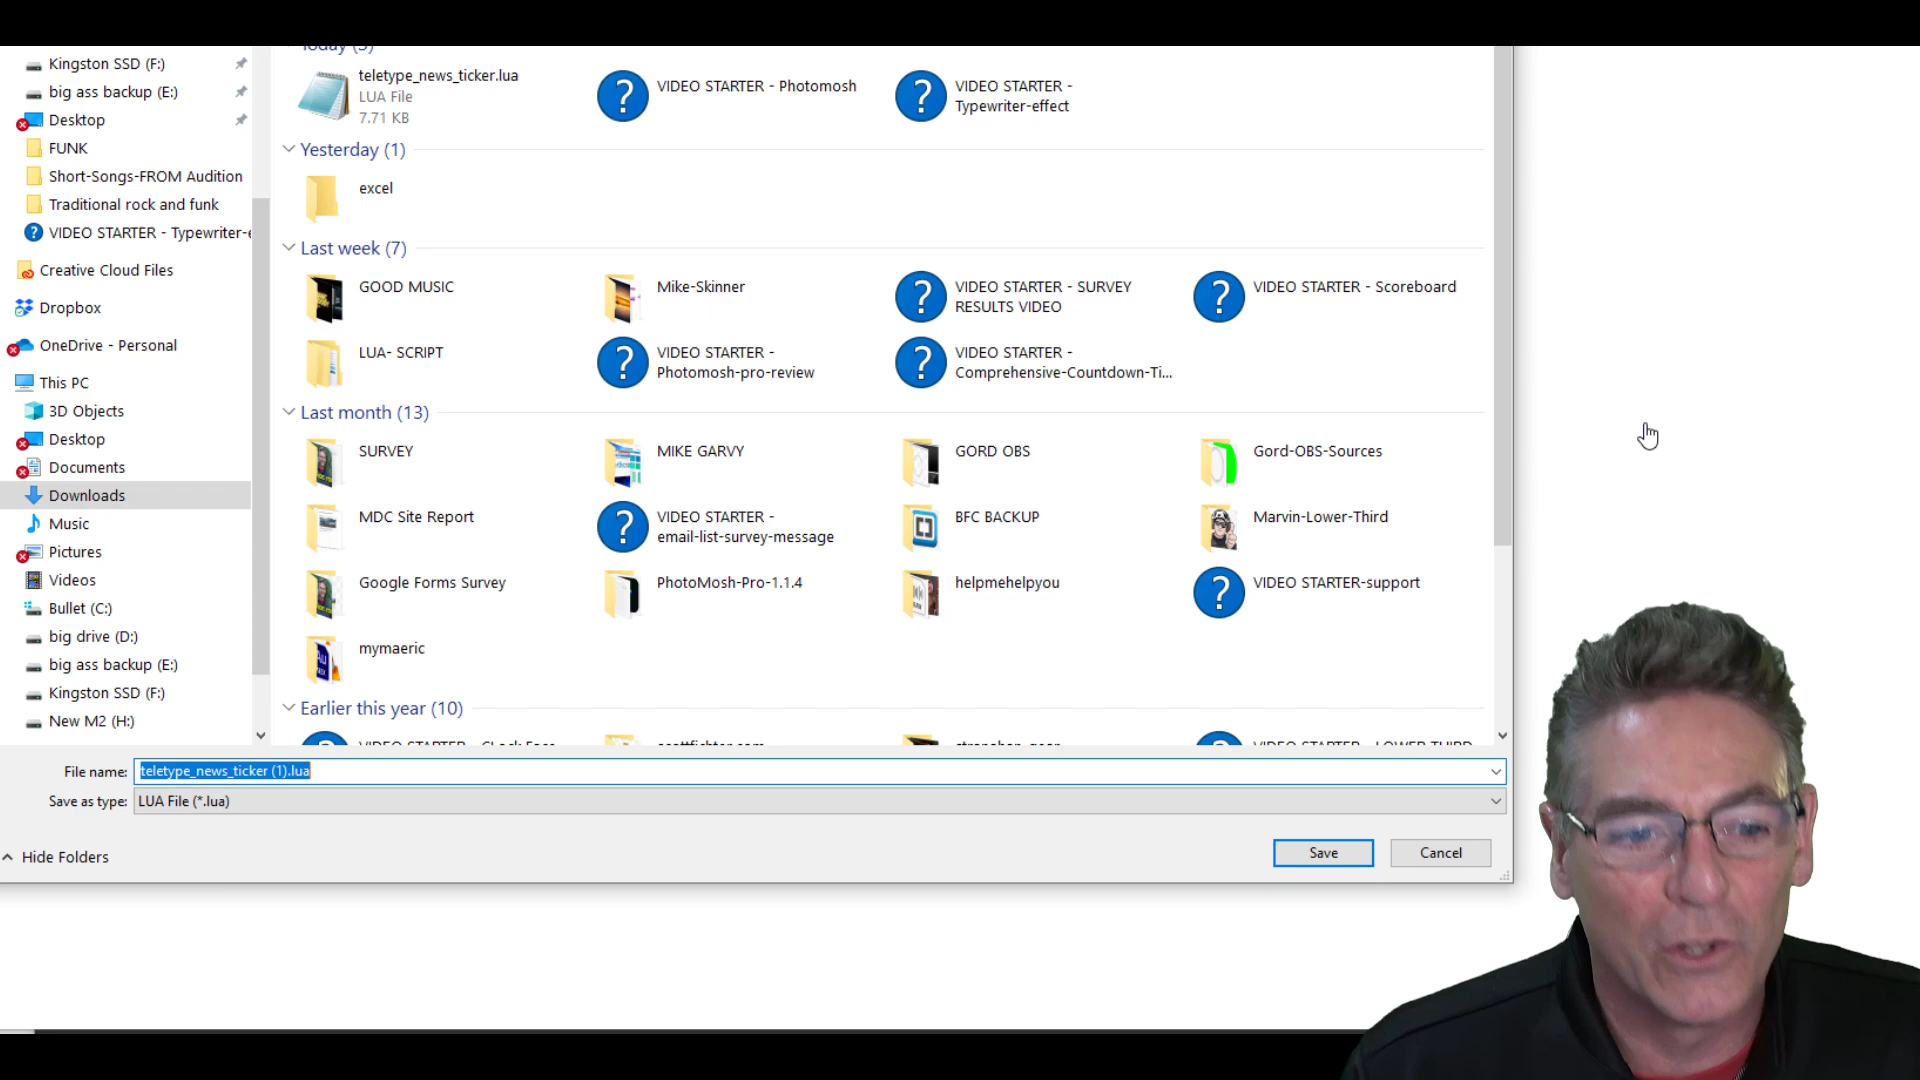 Today (3)
Kingston SSD (F:)
big ass backup (E:)
Desktop
FUNK
Short-Songs-FROM Audition
Traditional rock and funk
VIDEO STARTER - Typewriter-e
Creative Cloud Files
Dropbox
OneDrive - Personal
This PC
3D Objects
Desktop
Documents
Downloads
Music
Pictures
Videos
Bullet (C:)
big drive (D:)
big ass backup (E:)
Kingston SSD (F:)
New M2 (H:)
teletype_news_ticker.lua
LUA File
7.71 KB
VIDEO STARTER - Photomosh
VIDEO STARTER -
Typewriter-effect
Yesterday (1)
excel
Last week (7)
GOOD MUSIC
Mike-Skinner
VIDEO STARTER - SURVEY
RESULTS VIDEO
VIDEO STARTER - Scoreboard
LUA- SCRIPT
VIDEO STARTER -
Photomosh-pro-review
VIDEO STARTER -
Comprehensive-Countdown-Ti...
Last month (13)
SURVEY
MIKE GARVY
GORD OBS
Gord-OBS-Sources
MDC Site Report
VIDEO STARTER -
email-list-survey-message
BFC BACKUP
Marvin-Lower-Third
Google Forms Survey
PhotoMosh-Pro-1.1.4
helpmehelpyou
VIDEO STARTER-support
mymaeric
Earlier this year (10)
File name:
teletype_news_ticker (1).lua
Save as type:
LUA File (*.lua)
Hide Folders
Save
Cancel